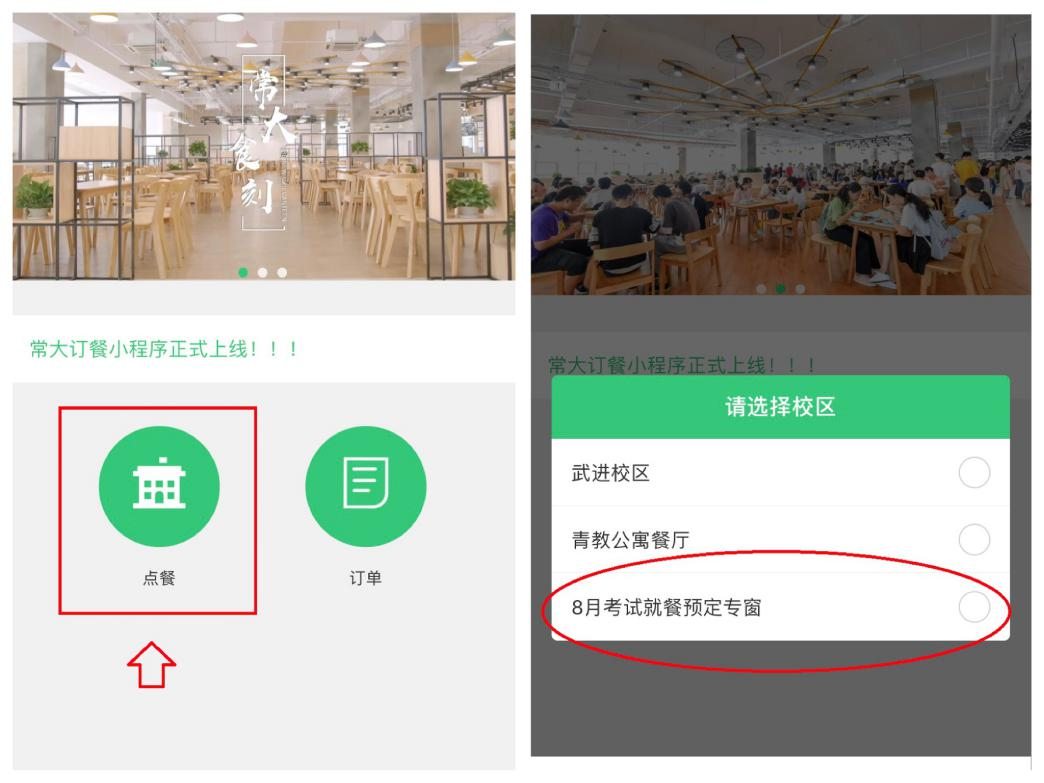 常大
食刻
常大订餐小程序正式上线！！！
点餐
订单
常大订餐小程序正式上线！！！
请选择校区
武进校区
青教公寓餐厅
8月考试就餐预定专窗